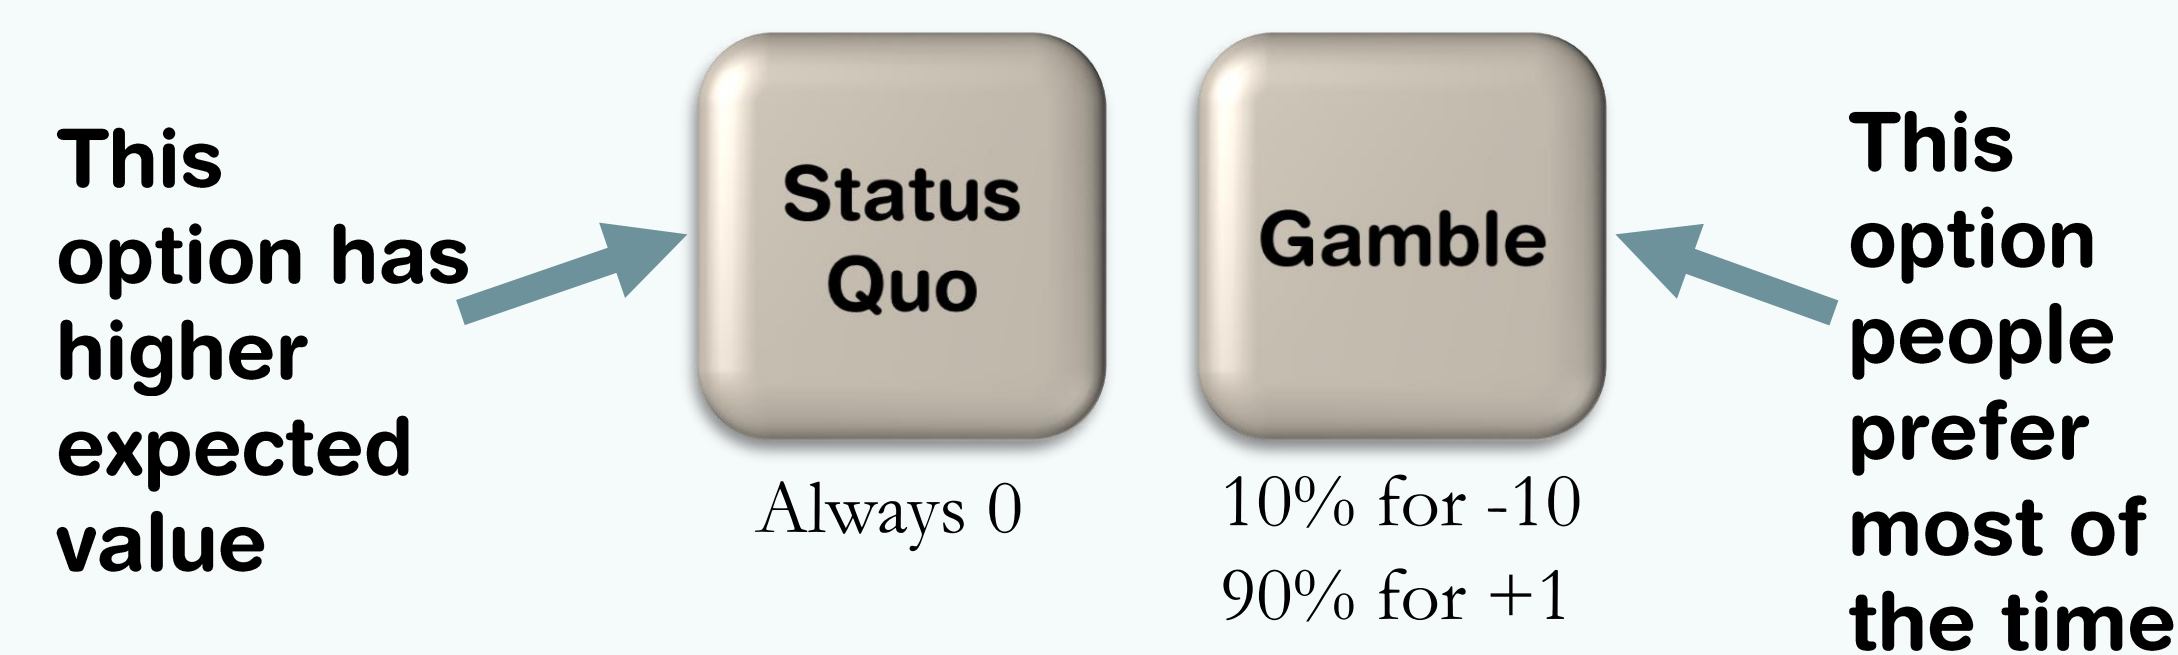 This
option has
higher
expected
value
Status
Quo
Always 0
Gamble
10% for -10
90% for +1
This
option
people
prefer
most of
the time